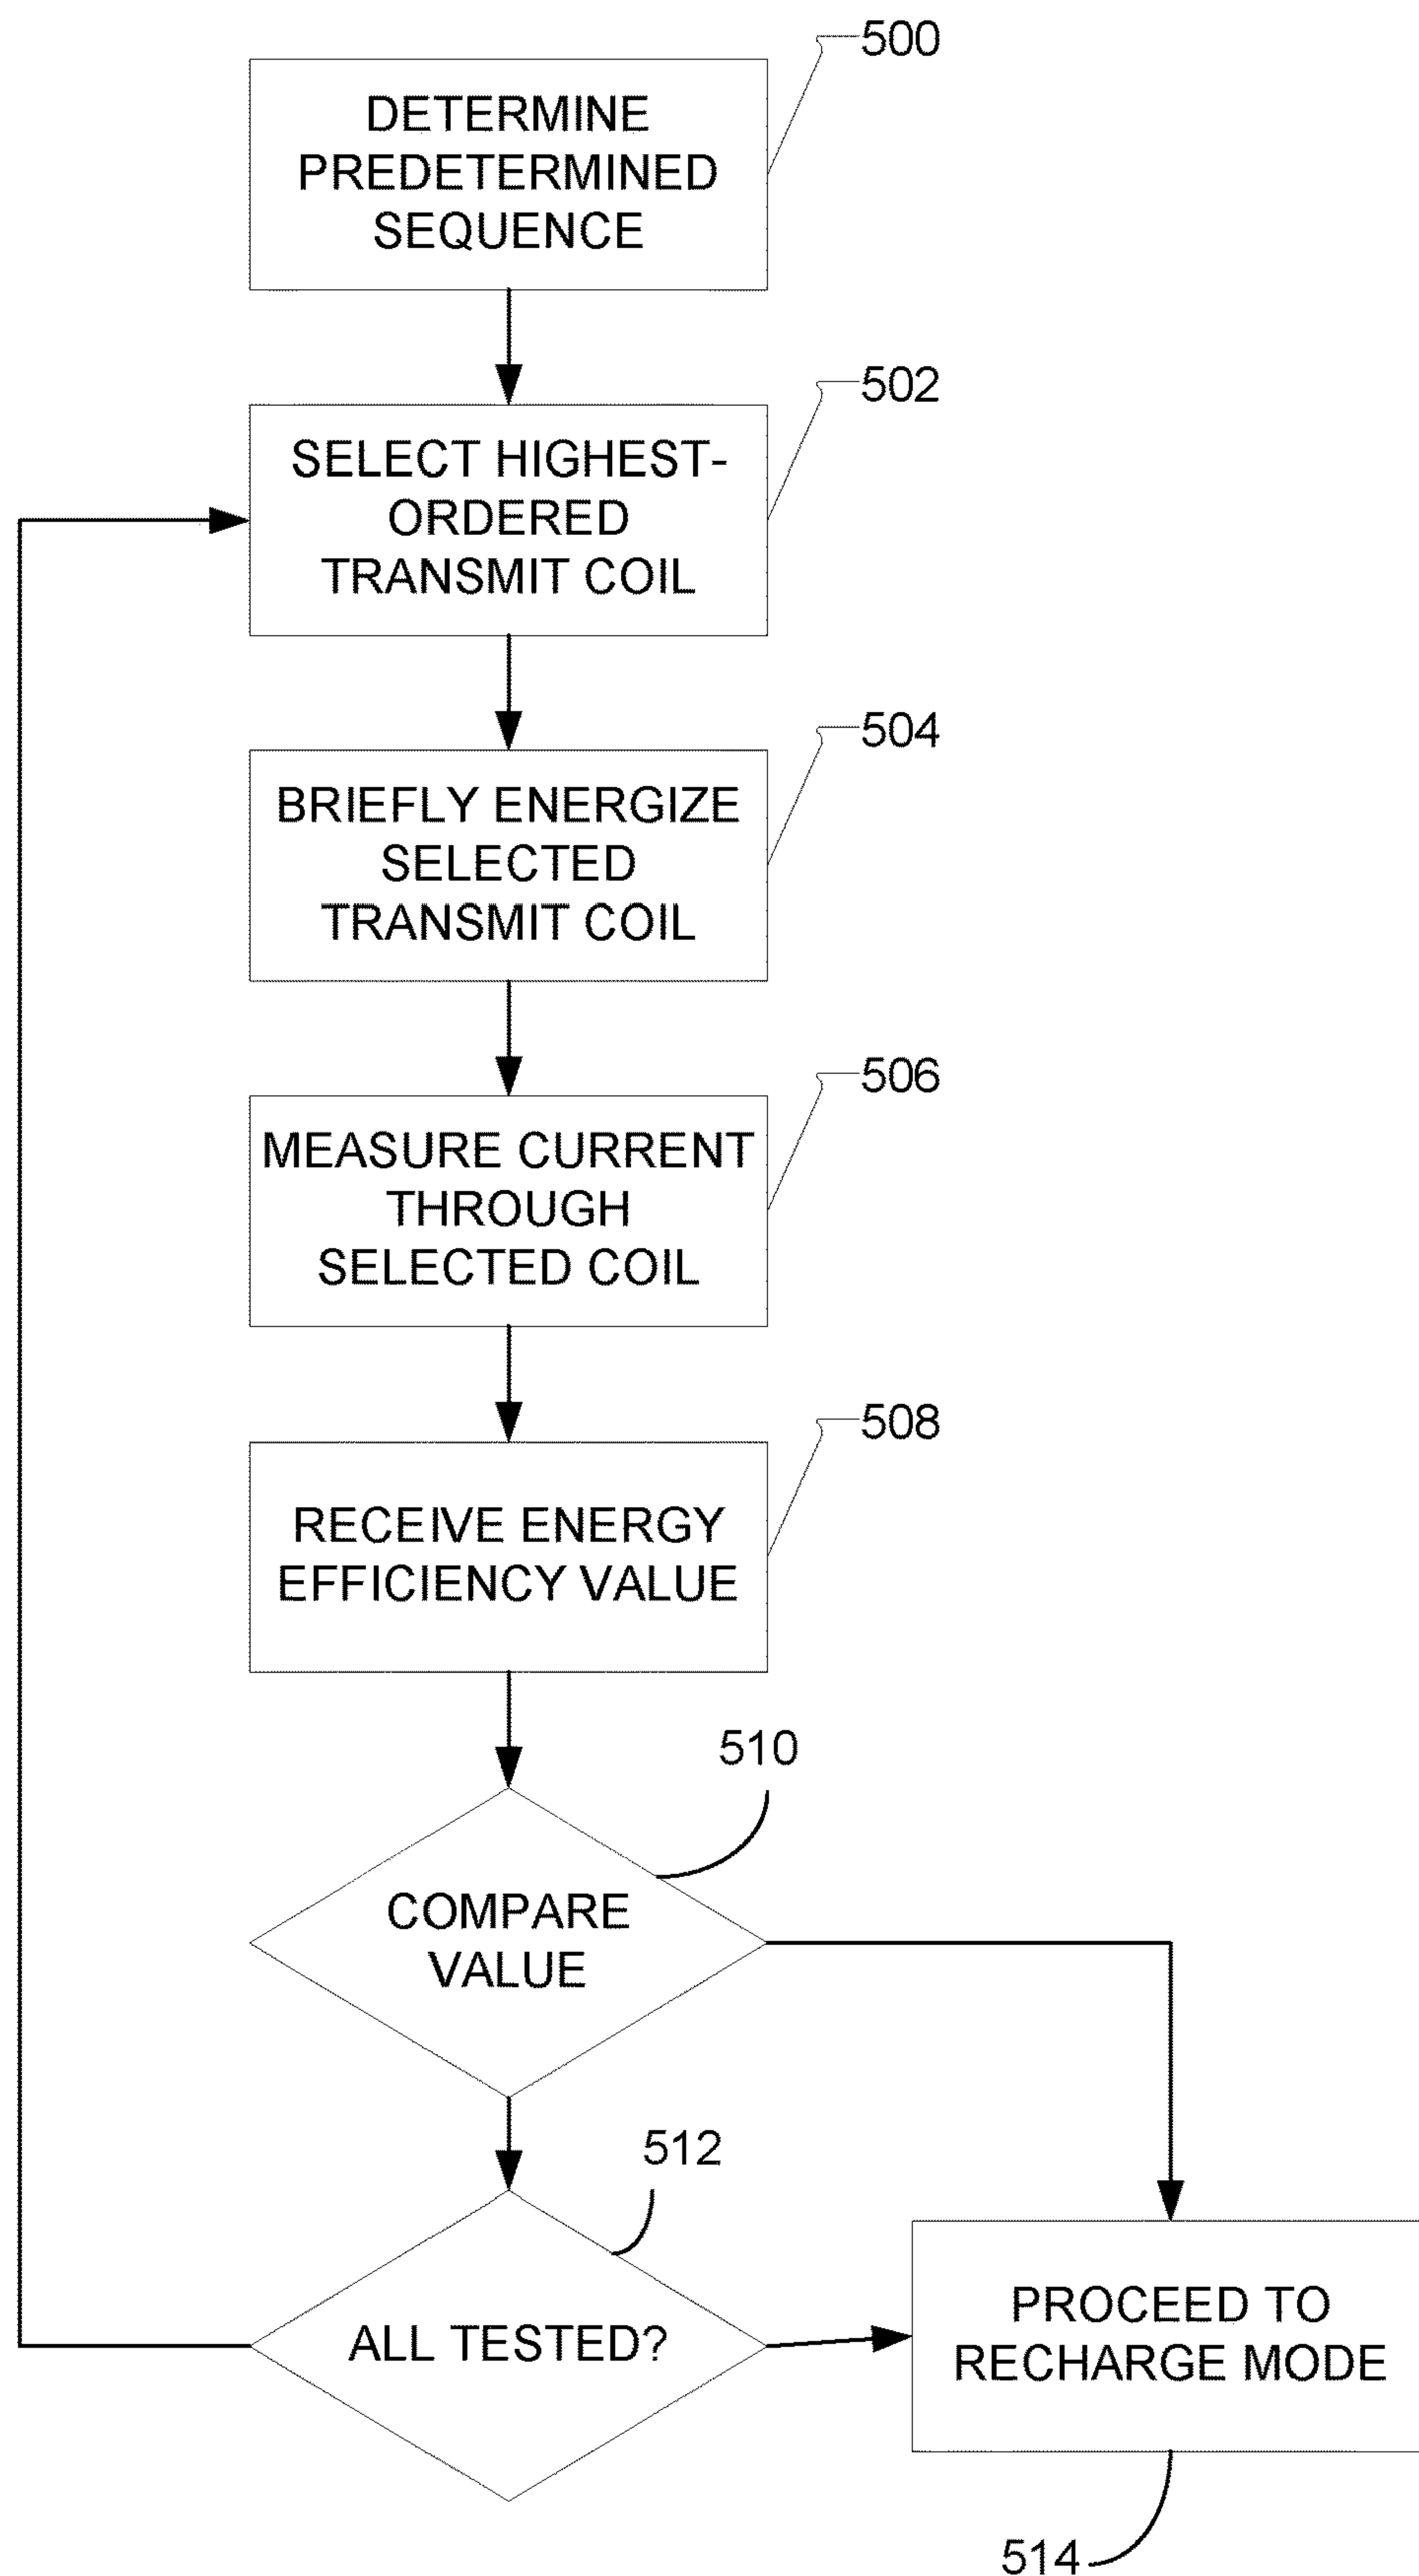 500
DETERMINE
PREDETERMINED
SEQUENCE
502
SELECT HIGHEST-
ORDERED
TRANSMIT COIL
504
BRIEFLY ENERGIZE
SELECTED
TRANSMIT COIL
506
MEASURE CURRENT
THROUGH
SELECTED COIL
508
RECEIVE ENERGY
EFFICIENCY VALUE
510
COMPARE
VALUE
512
ALL TESTED?
PROCEED TO
RECHARGE MODE
514